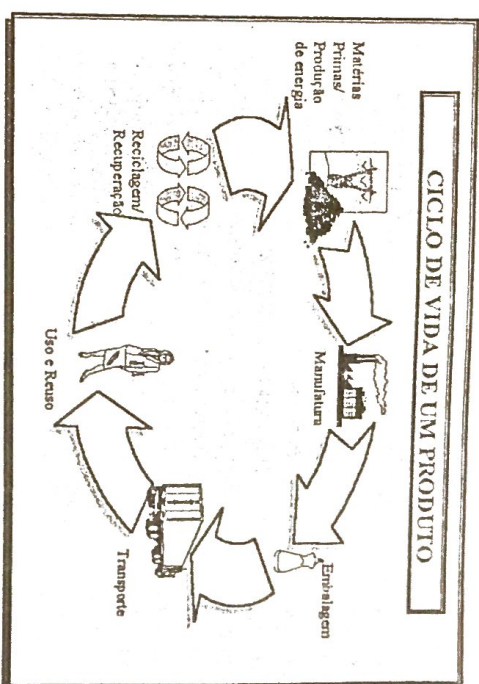 CICLO DE VIDA DE UM PRODUTO
Matérias
Primas/
Produção
de energia
Manufatura
Embalagem
Transporte
Uso e Reuso
Reciclagem/
Recuperação